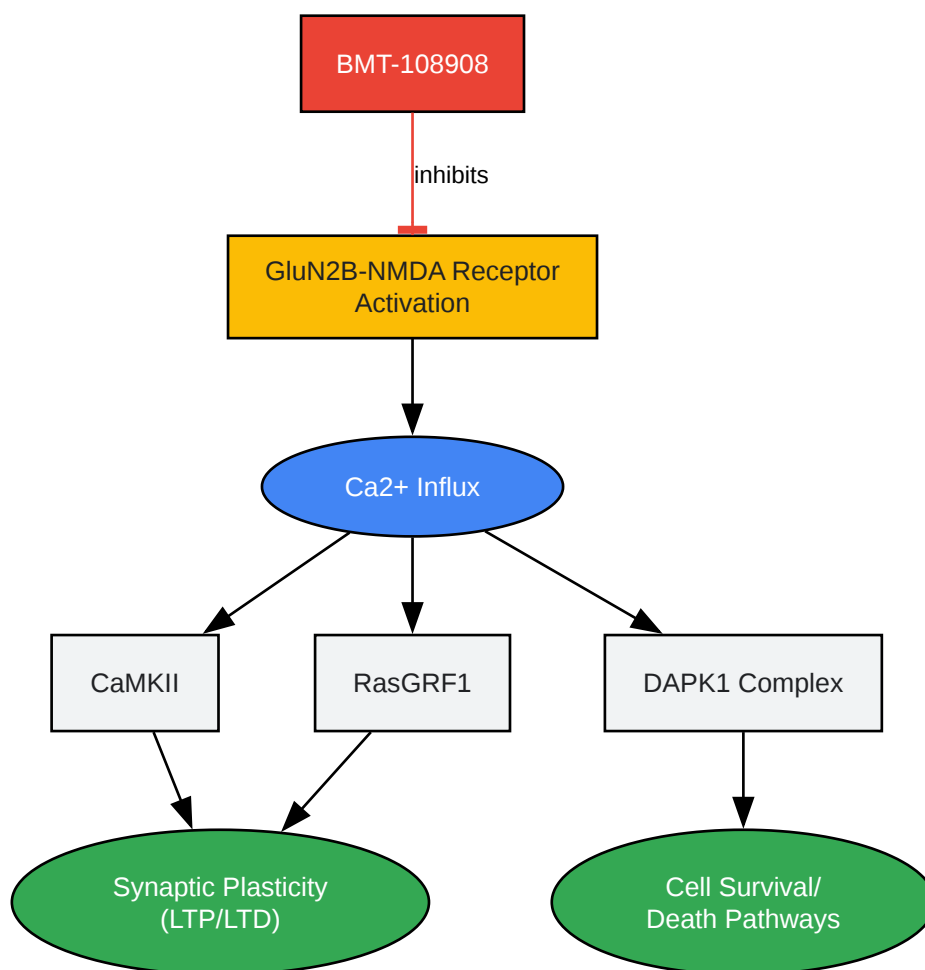 BMT-108908
inhibits
GluN2B-NMDA Receptor
Activation
Ca2+ Influx
CaMKII
RasGRF1
DAPK1 Complex
Synaptic Plasticity
(LTP/LTD)
Cell Survival/
Death Pathways